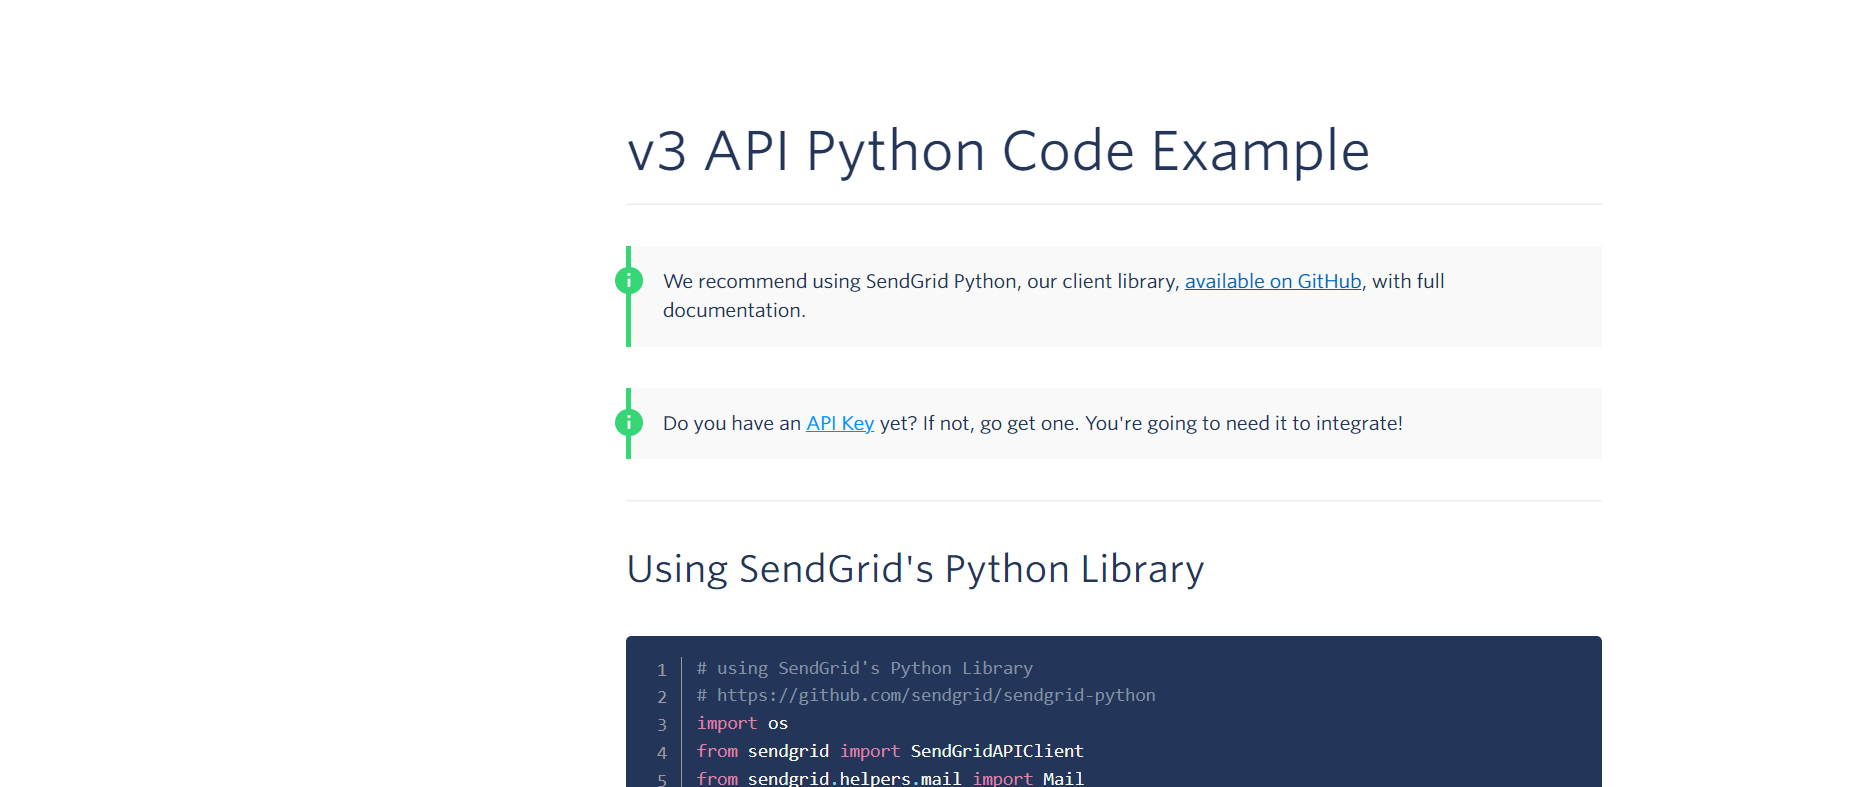 v3 API Python Code Example
We recommend using SendGrid Python, our client library, available on GitHub, with full
documentation.
Do you have an API Key yet? If not, go get one. You're going to need it to integrate!
Using SendGrid's Python Library
1 # using SendGrid's Python Library
2 # https://github.com/sendgrid/sendgrid-python
3 import os
4 from sendgrid import SendGridAPIClient
5 from sendgrid.helpers.mail import Mail